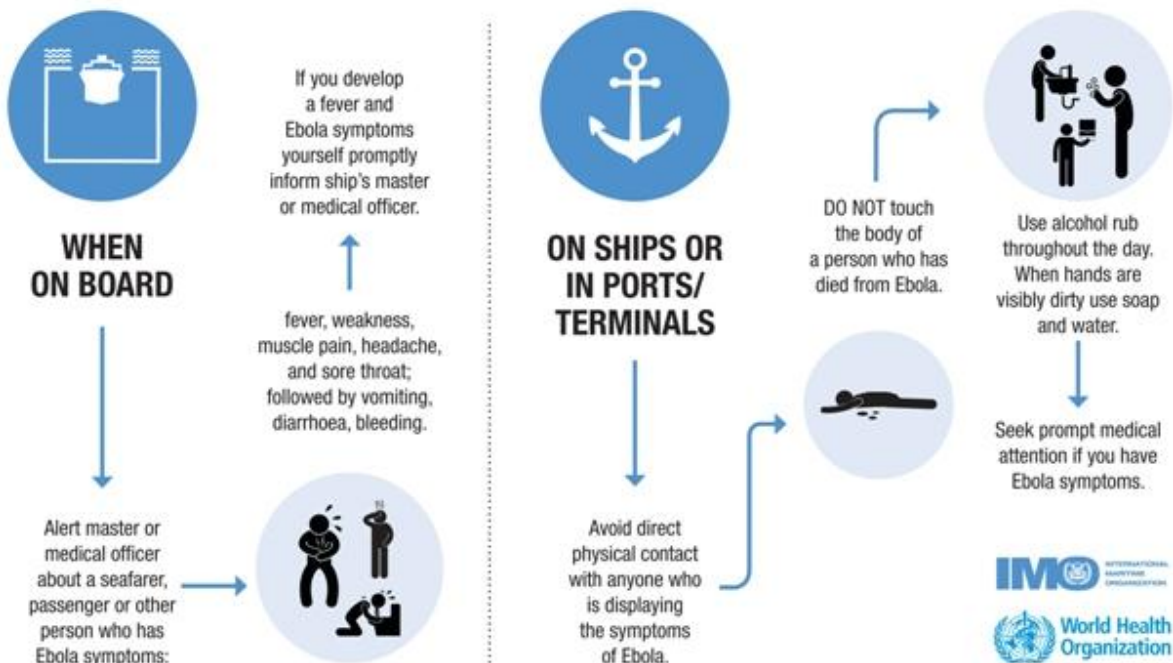 WHEN
ON BOARD
Alert master or
medical officer
about a seafarer,
passenger or other
person who has
Ebola symptoms:
fever, weakness,
muscle pain, headache,
and sore throat;
followed by vomiting,
diarrhoea, bleeding.
If you develop
a fever and
Ebola symptoms
yourself promptly
inform ship's master
or medical officer.
ON SHIPS OR
IN PORTS/
TERMINALS
Avoid direct
physical contact
with anyone who
is displaying
the symptoms
of Ebola.
DO NOT touch
the body of
a person who has
died from Ebola.
Use alcohol rub
throughout the day.
When hands are
visibly dirty use soap
and water.
Seek prompt medical
attention if you have
Ebola symptoms.
IMO
INTERNATIONAL
MARITIME
ORGANIZATION
World Health
Organization